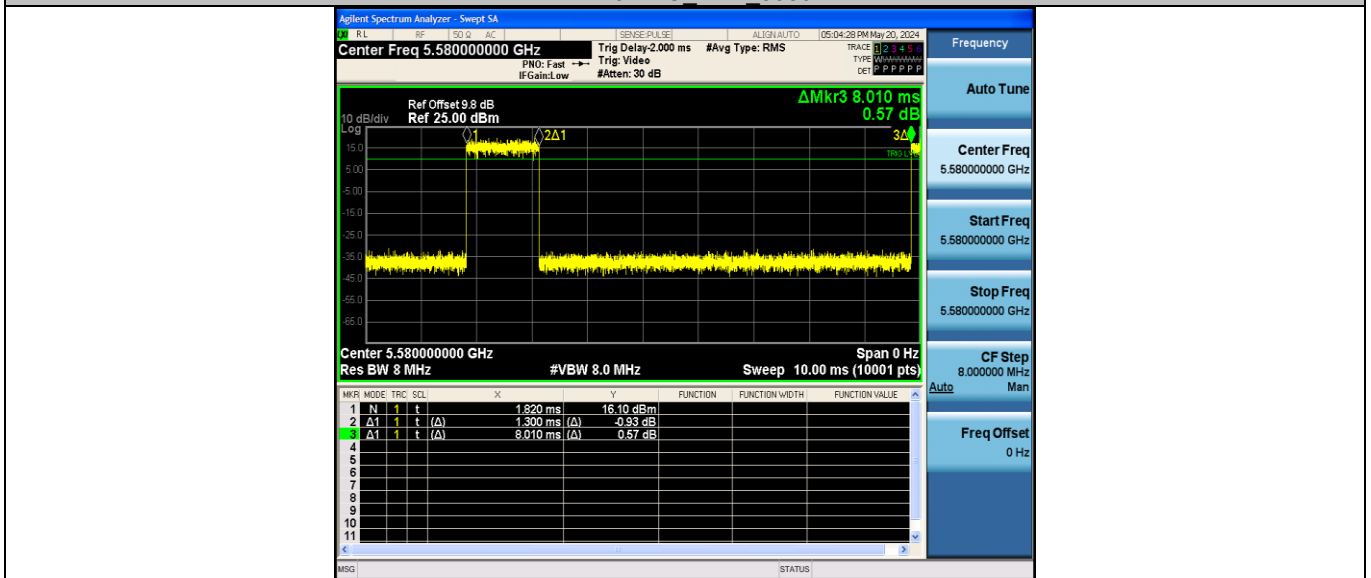 Agilent Spectrum Analyzer - Swept SA
RL RF 50 Ω AC SENSE:PULSE ALIGN AUTO 05:04:28 PM May 20, 2024
Center Freq 5.580000000 GHz
PNO: Fast
IFGain:Low
Trig Delay-2.000 ms
Trig: Video
#Atten: 30 dB
#Avg Type: RMS
TRACE 1 2 3 4 5 6
TYPE
DET P P P P P P
ΔMkr3 8.010 ms
0.57 dB
Ref Offset 9.8 dB
10 dB/div Ref 25.00 dBm
Log
1
2Δ1
15.0
5.00
-5.00
-15.0
-25.0
-35.0
-45.0
-55.0
-65.0
Center 5.580000000 GHz Span 0 Hz
Res BW 8 MHz #VBW 8.0 MHz Sweep 10.00 ms (10001 pts)
MKR MODE TRC SCL X Y FUNCTION FUNCTION WIDTH FUNCTION VALUE
1 N 1 t 1.820 ms 16.10 dBm
2 Δ1 1 t (Δ) 1.300 ms (Δ) -0.93 dB
3 Δ1 1 t (Δ) 8.010 ms (Δ) 0.57 dB
4
5
6
7
8
9
10
11
MSG STATUS
Frequency
Auto Tune
Center Freq
5.580000000 GHz
Start Freq
5.580000000 GHz
Stop Freq
5.580000000 GHz
CF Step
8.000000 MHz
Auto Man
Freq Offset
0 Hz